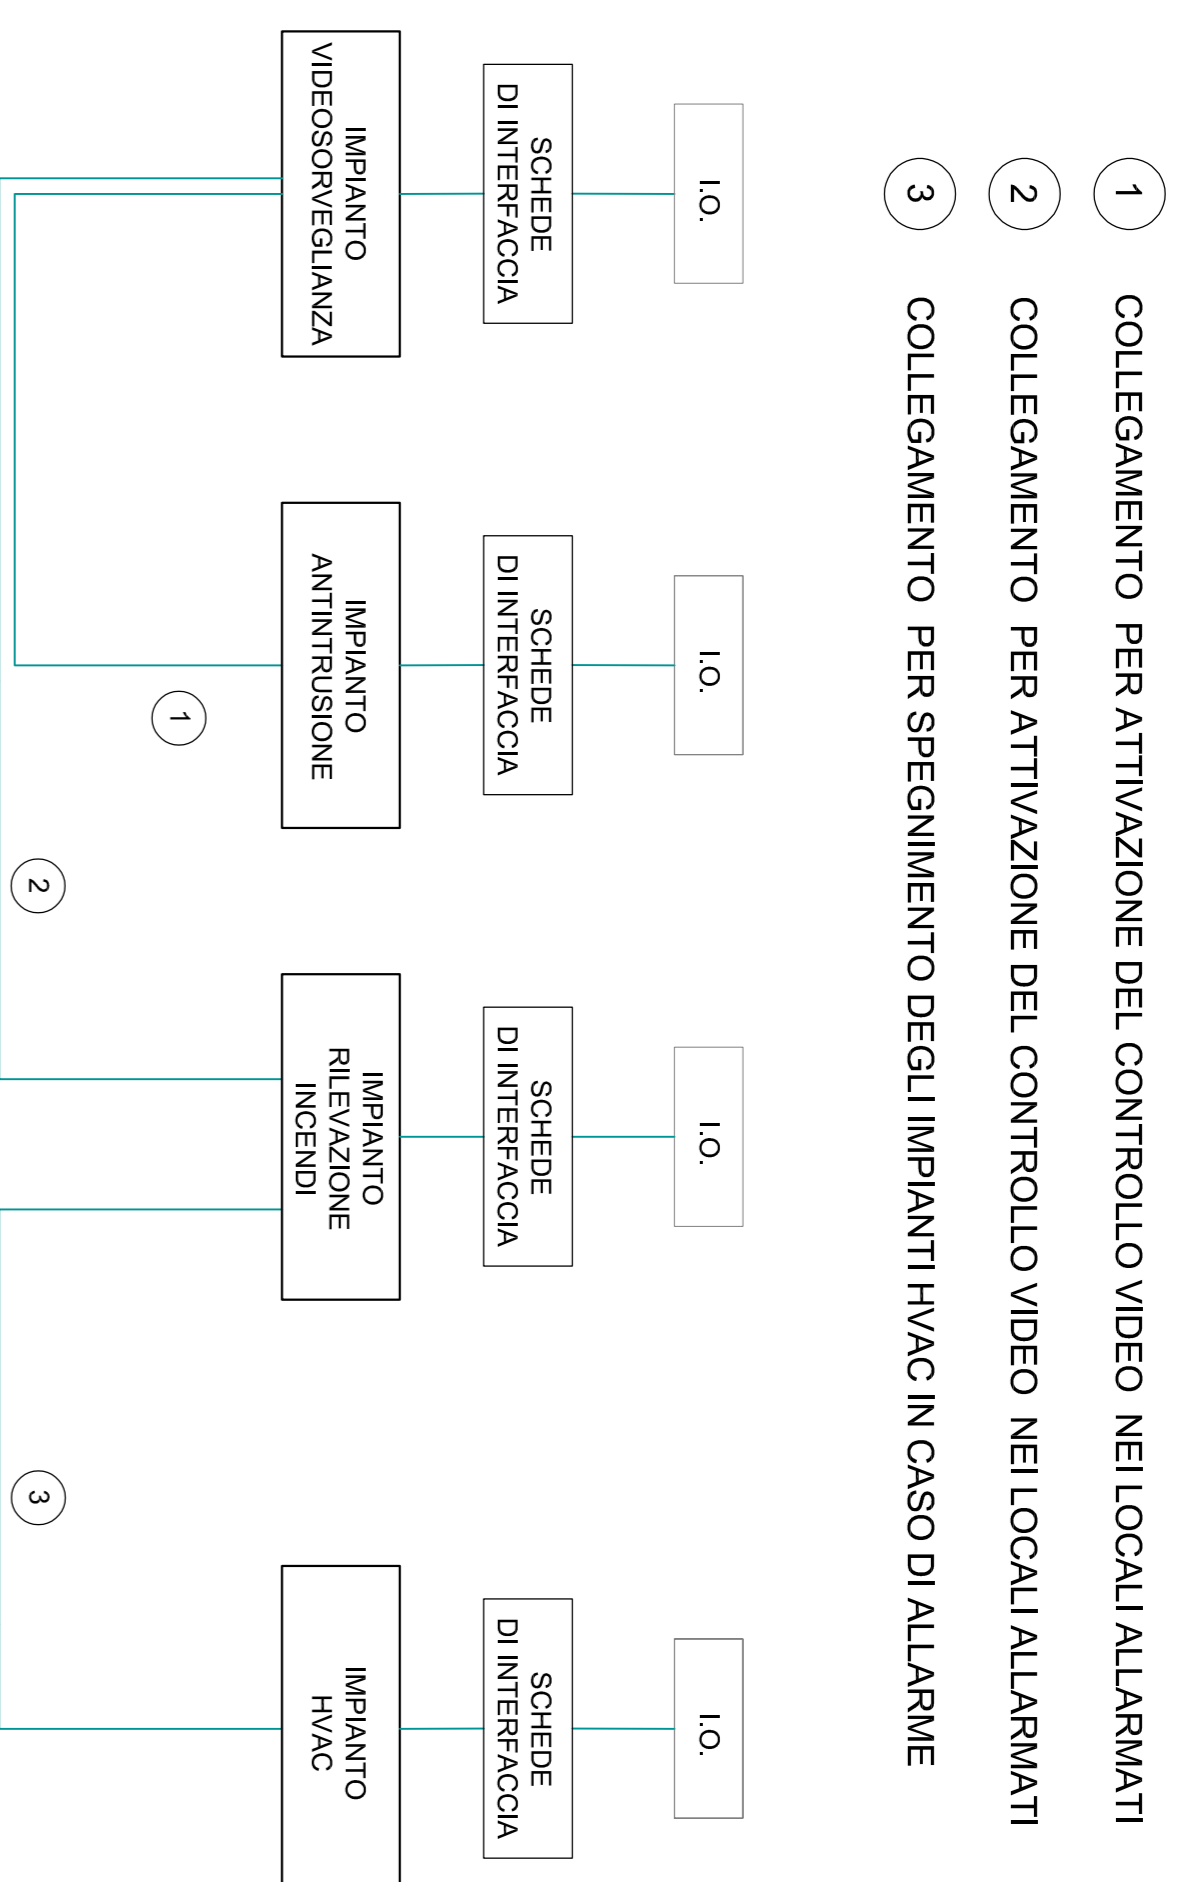 1
COLLEGAMENTO PER ATTIVAZIONE DEL CONTROLLO VIDEO NEI LOCALI ALLARMATI
2
COLLEGAMENTO PER ATTIVAZIONE DEL CONTROLLO VIDEO NEI LOCALI ALLARMATI
3
COLLEGAMENTO PER SPEGNIMENTO DEGLI IMPIANTI HVAC IN CASO DI ALLARME
I.O.
I.O.
I.O.
I.O.
SCHEDE
DI INTERFACCIA
SCHEDE
DI INTERFACCIA
SCHEDE
DI INTERFACCIA
SCHEDE
DI INTERFACCIA
IMPIANTO
VIDEOSORVEGLIANZA
IMPIANTO
ANTINTRUSIONE
IMPIANTO
RILEVAZIONE
INCENDI
IMPIANTO
HVAC
1
2
3